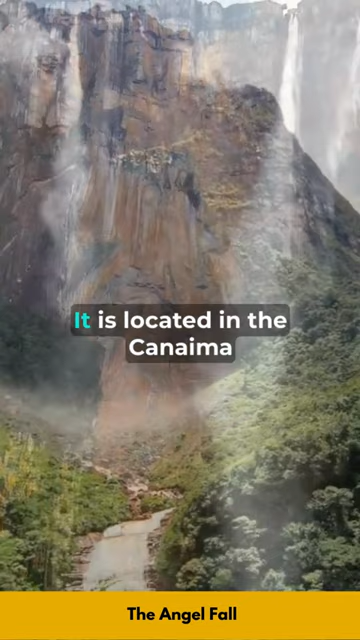 It is located in the
Canaima
The Angel Fall